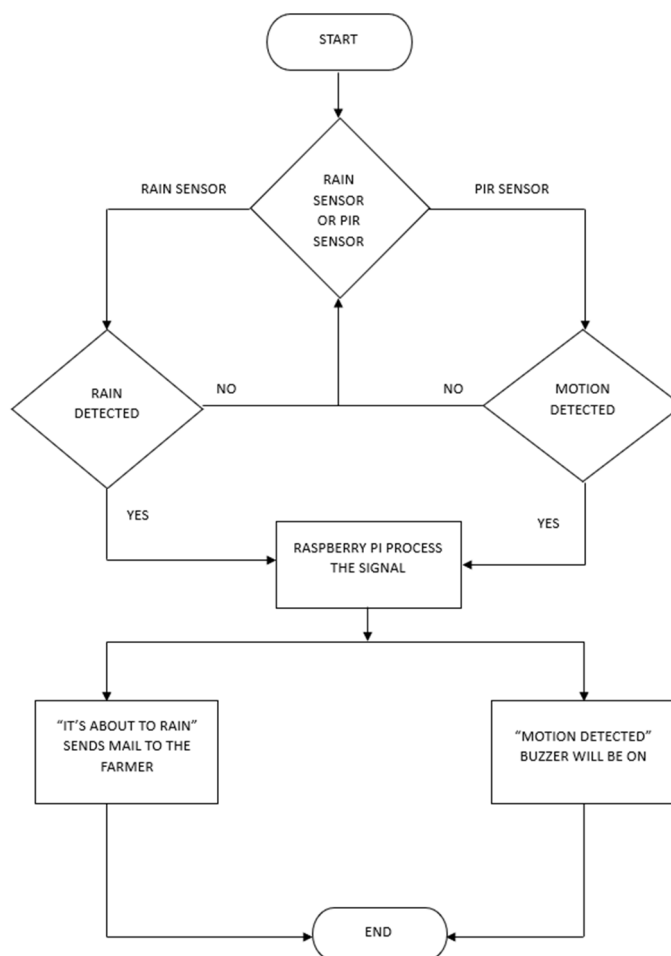 START
RAIN SENSOR
RAIN
SENSOR
OR PIR
SENSOR
PIR SENSOR
RAIN
DETECTED
NO
NO
MOTION
DETECTED
YES
YES
RASPBERRY PI PROCESS
THE SIGNAL
“IT’S ABOUT TO RAIN”
SENDS MAIL TO THE
FARMER
“MOTION DETECTED”
BUZZER WILL BE ON
END